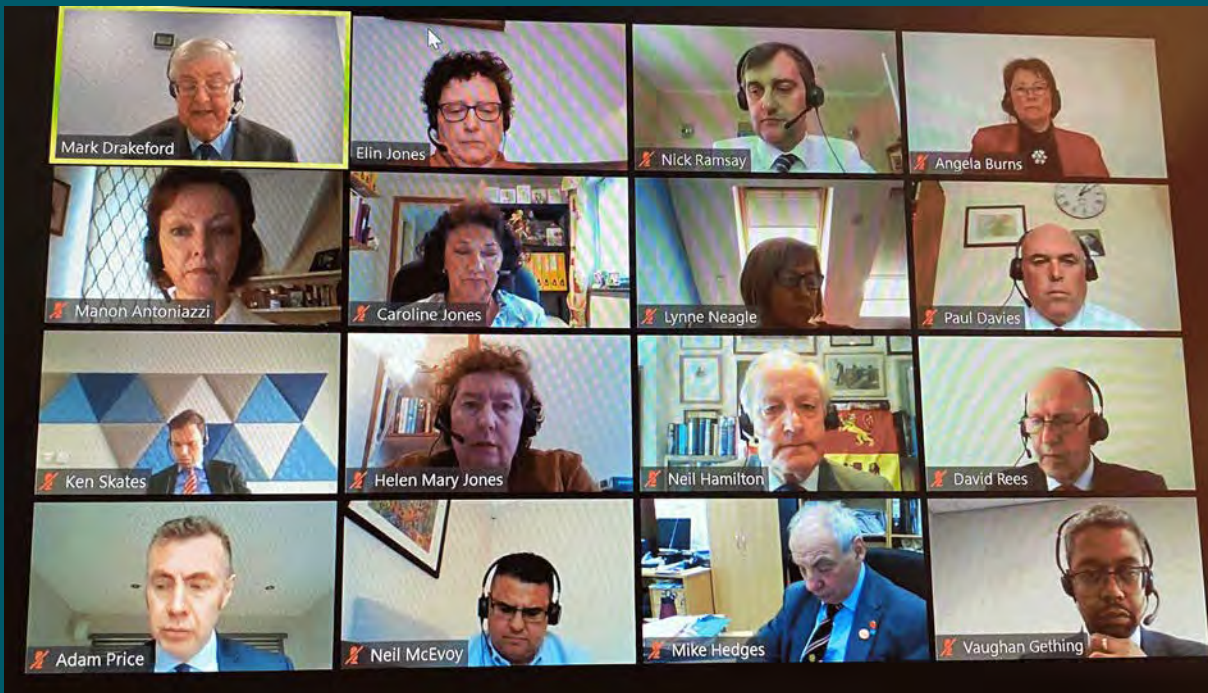 Mark Drakeford
Elin Jones
Nick Ramsay
Angela Burns
Manon Antoniazzi
Caroline Jones
Lynne Neagle
Paul Davies
Ken Skates
Helen Mary Jones
Neil Hamilton
David Rees
Adam Price
Neil McEvoy
Mike Hedges
Vaughan Gething